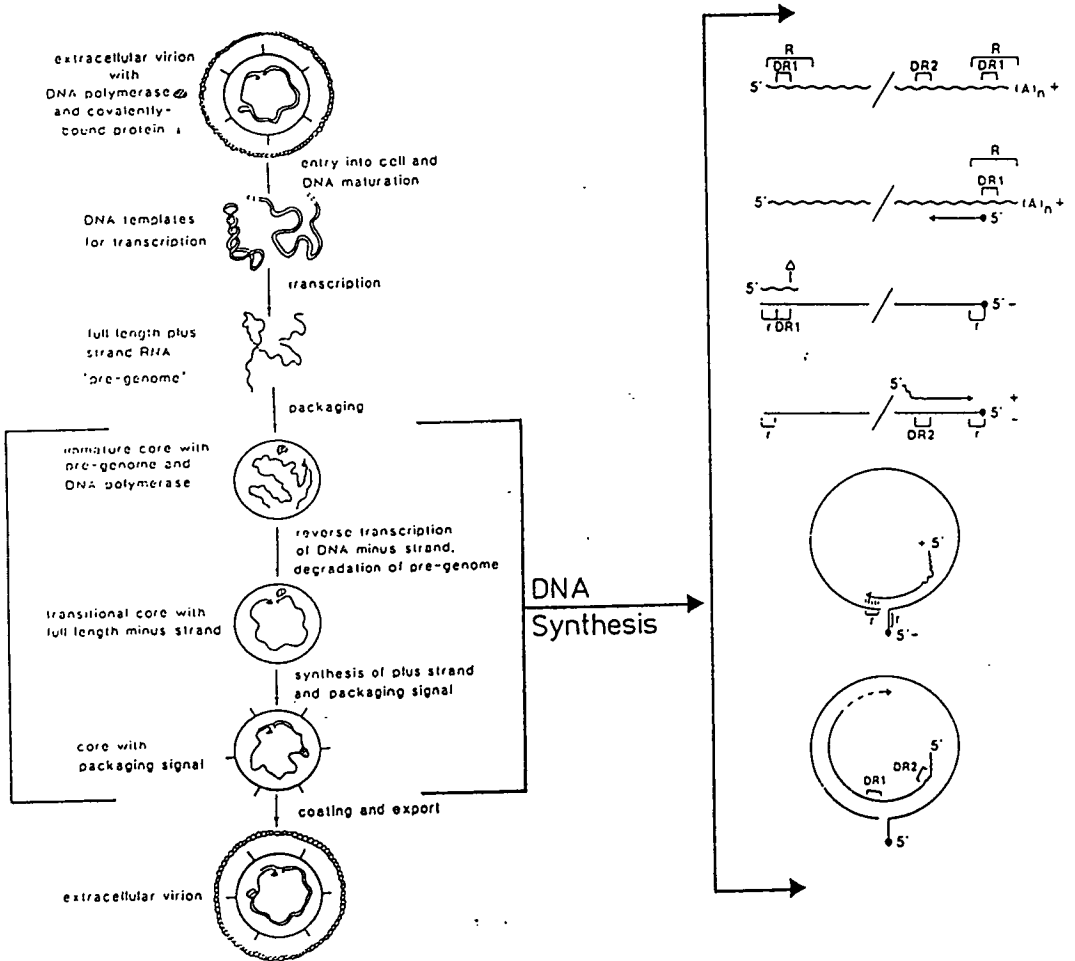 extracellular virion
with
DNA polymerase
and covalently-
bound protein
entry into cell and
DNA maturation
DNA templates
for transcription
transcription
full length plus
strand RNA
"pre-genome"
packaging
immature core with
pre-genome and
DNA polymerase
reverse transcription
of DNA minus strand,
degradation of pre-genome
transitional core with
full length minus strand
synthesis of plus strand
and packaging signal
core with
packaging signal
coating and export
extracellular virion
DNA
Synthesis
R R
DR1 DR2 DR1
5' (A)n +
R
DR1
5' (A)n +
5'
5' 5' -
r DR1 r
5' +
5' -
r DR2 r
+ 5'
r r
5' -
5'
DR1 DR2
5'